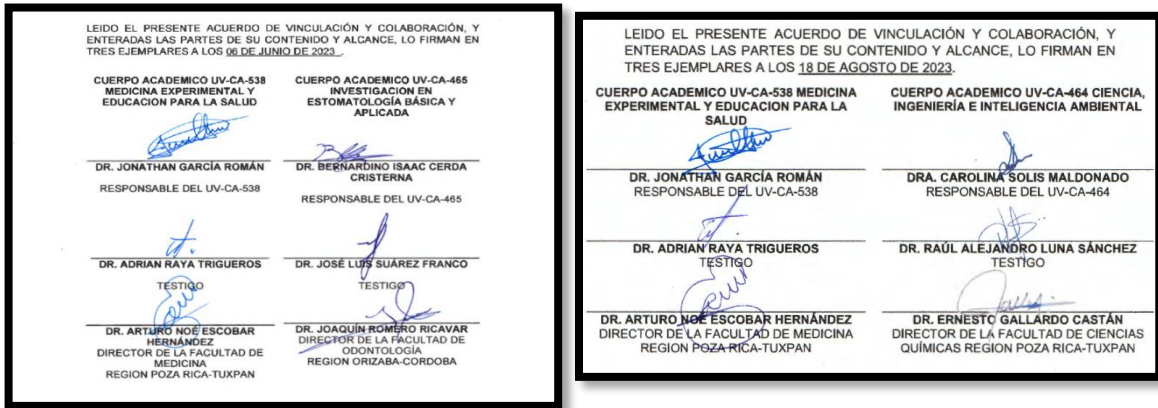 LEIDO EL PRESENTE ACUERDO DE VINCULACIÓN Y COLABORACIÓN, Y
ENTERADAS LAS PARTES DE SU CONTENIDO Y ALCANCE, LO FIRMAN EN
TRES EJEMPLARES A LOS 06 DE JUNIO DE 2023 .
CUERPO ACADEMICO UV-CA-538
MEDICINA EXPERIMENTAL Y
EDUCACION PARA LA SALUD
DR. JONATHAN GARCÍA ROMÁN
RESPONSABLE DEL UV-CA-538
CUERPO ACADEMICO UV-CA-465
INVESTIGACION EN
ESTOMATOLOGÍA BÁSICA Y
APLICADA
DR. BERNARDINO ISAAC CERDA
CRISTERNA
RESPONSABLE DEL UV-CA-465
DR. ADRIAN RAYA TRIGUEROS
TESTIGO
DR. JOSÉ LUIS SUÁREZ FRANCO
TESTIGO
DR. ARTURO NOÉ ESCOBAR
HERNÁNDEZ
DIRECTOR DE LA FACULTAD DE
MEDICINA
REGION POZA RICA-TUXPAN
DR. JOAQUÍN ROMERO RICAVAR
DIRECTOR DE LA FACULTAD DE
ODONTOLOGÍA
REGION ORIZABA-CORDOBA
LEIDO EL PRESENTE ACUERDO DE VINCULACIÓN Y COLABORACIÓN, Y
ENTERADAS LAS PARTES DE SU CONTENIDO Y ALCANCE, LO FIRMAN EN
TRES EJEMPLARES A LOS 18 DE AGOSTO DE 2023.
CUERPO ACADEMICO UV-CA-538 MEDICINA
EXPERIMENTAL Y EDUCACION PARA LA
SALUD
DR. JONATHAN GARCÍA ROMÁN
RESPONSABLE DEL UV-CA-538
CUERPO ACADEMICO UV-CA-464 CIENCIA,
INGENIERÍA E INTELIGENCIA AMBIENTAL
DRA. CAROLINA SOLIS MALDONADO
RESPONSABLE DEL UV-CA-464
DR. ADRIAN RAYA TRIGUEROS
TESTIGO
DR. RAÚL ALEJANDRO LUNA SÁNCHEZ
TESTIGO
DR. ARTURO NOÉ ESCOBAR HERNÁNDEZ
DIRECTOR DE LA FACULTAD DE MEDICINA
REGION POZA RICA-TUXPAN
DR. ERNESTO GALLARDO CASTÁN
DIRECTOR DE LA FACULTAD DE CIENCIAS
QUÍMICAS REGION POZA RICA-TUXPAN